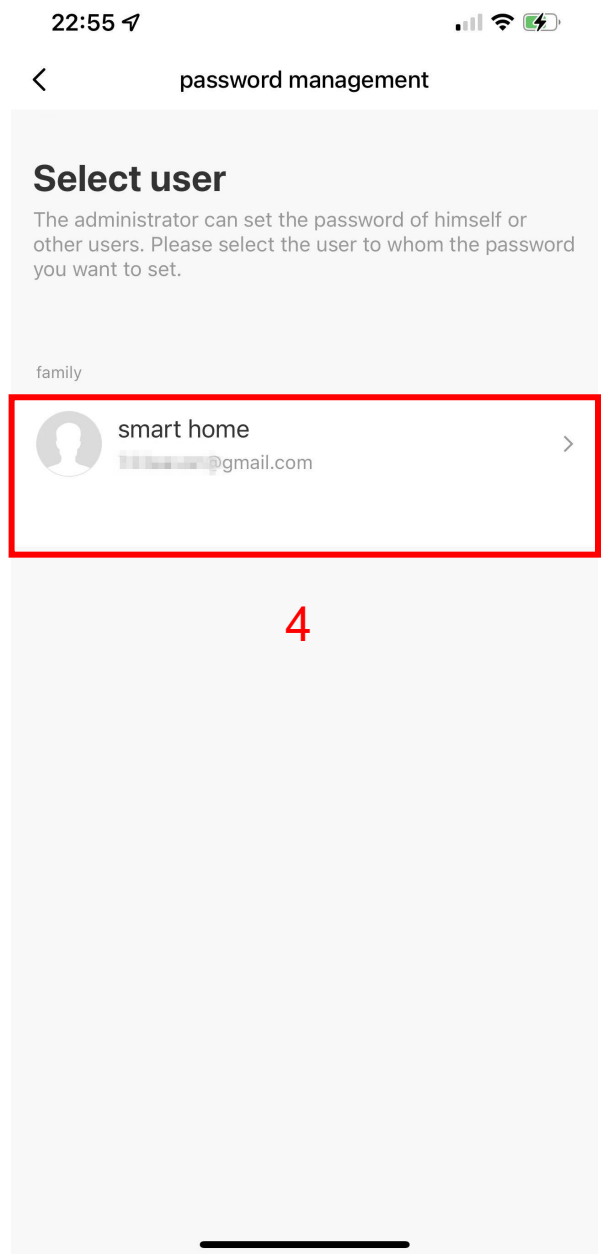 22:55
password management
Select user
The administrator can set the password of himself or
other users. Please select the user to whom the password
you want to set.
family
smart home
@gmail.com
4